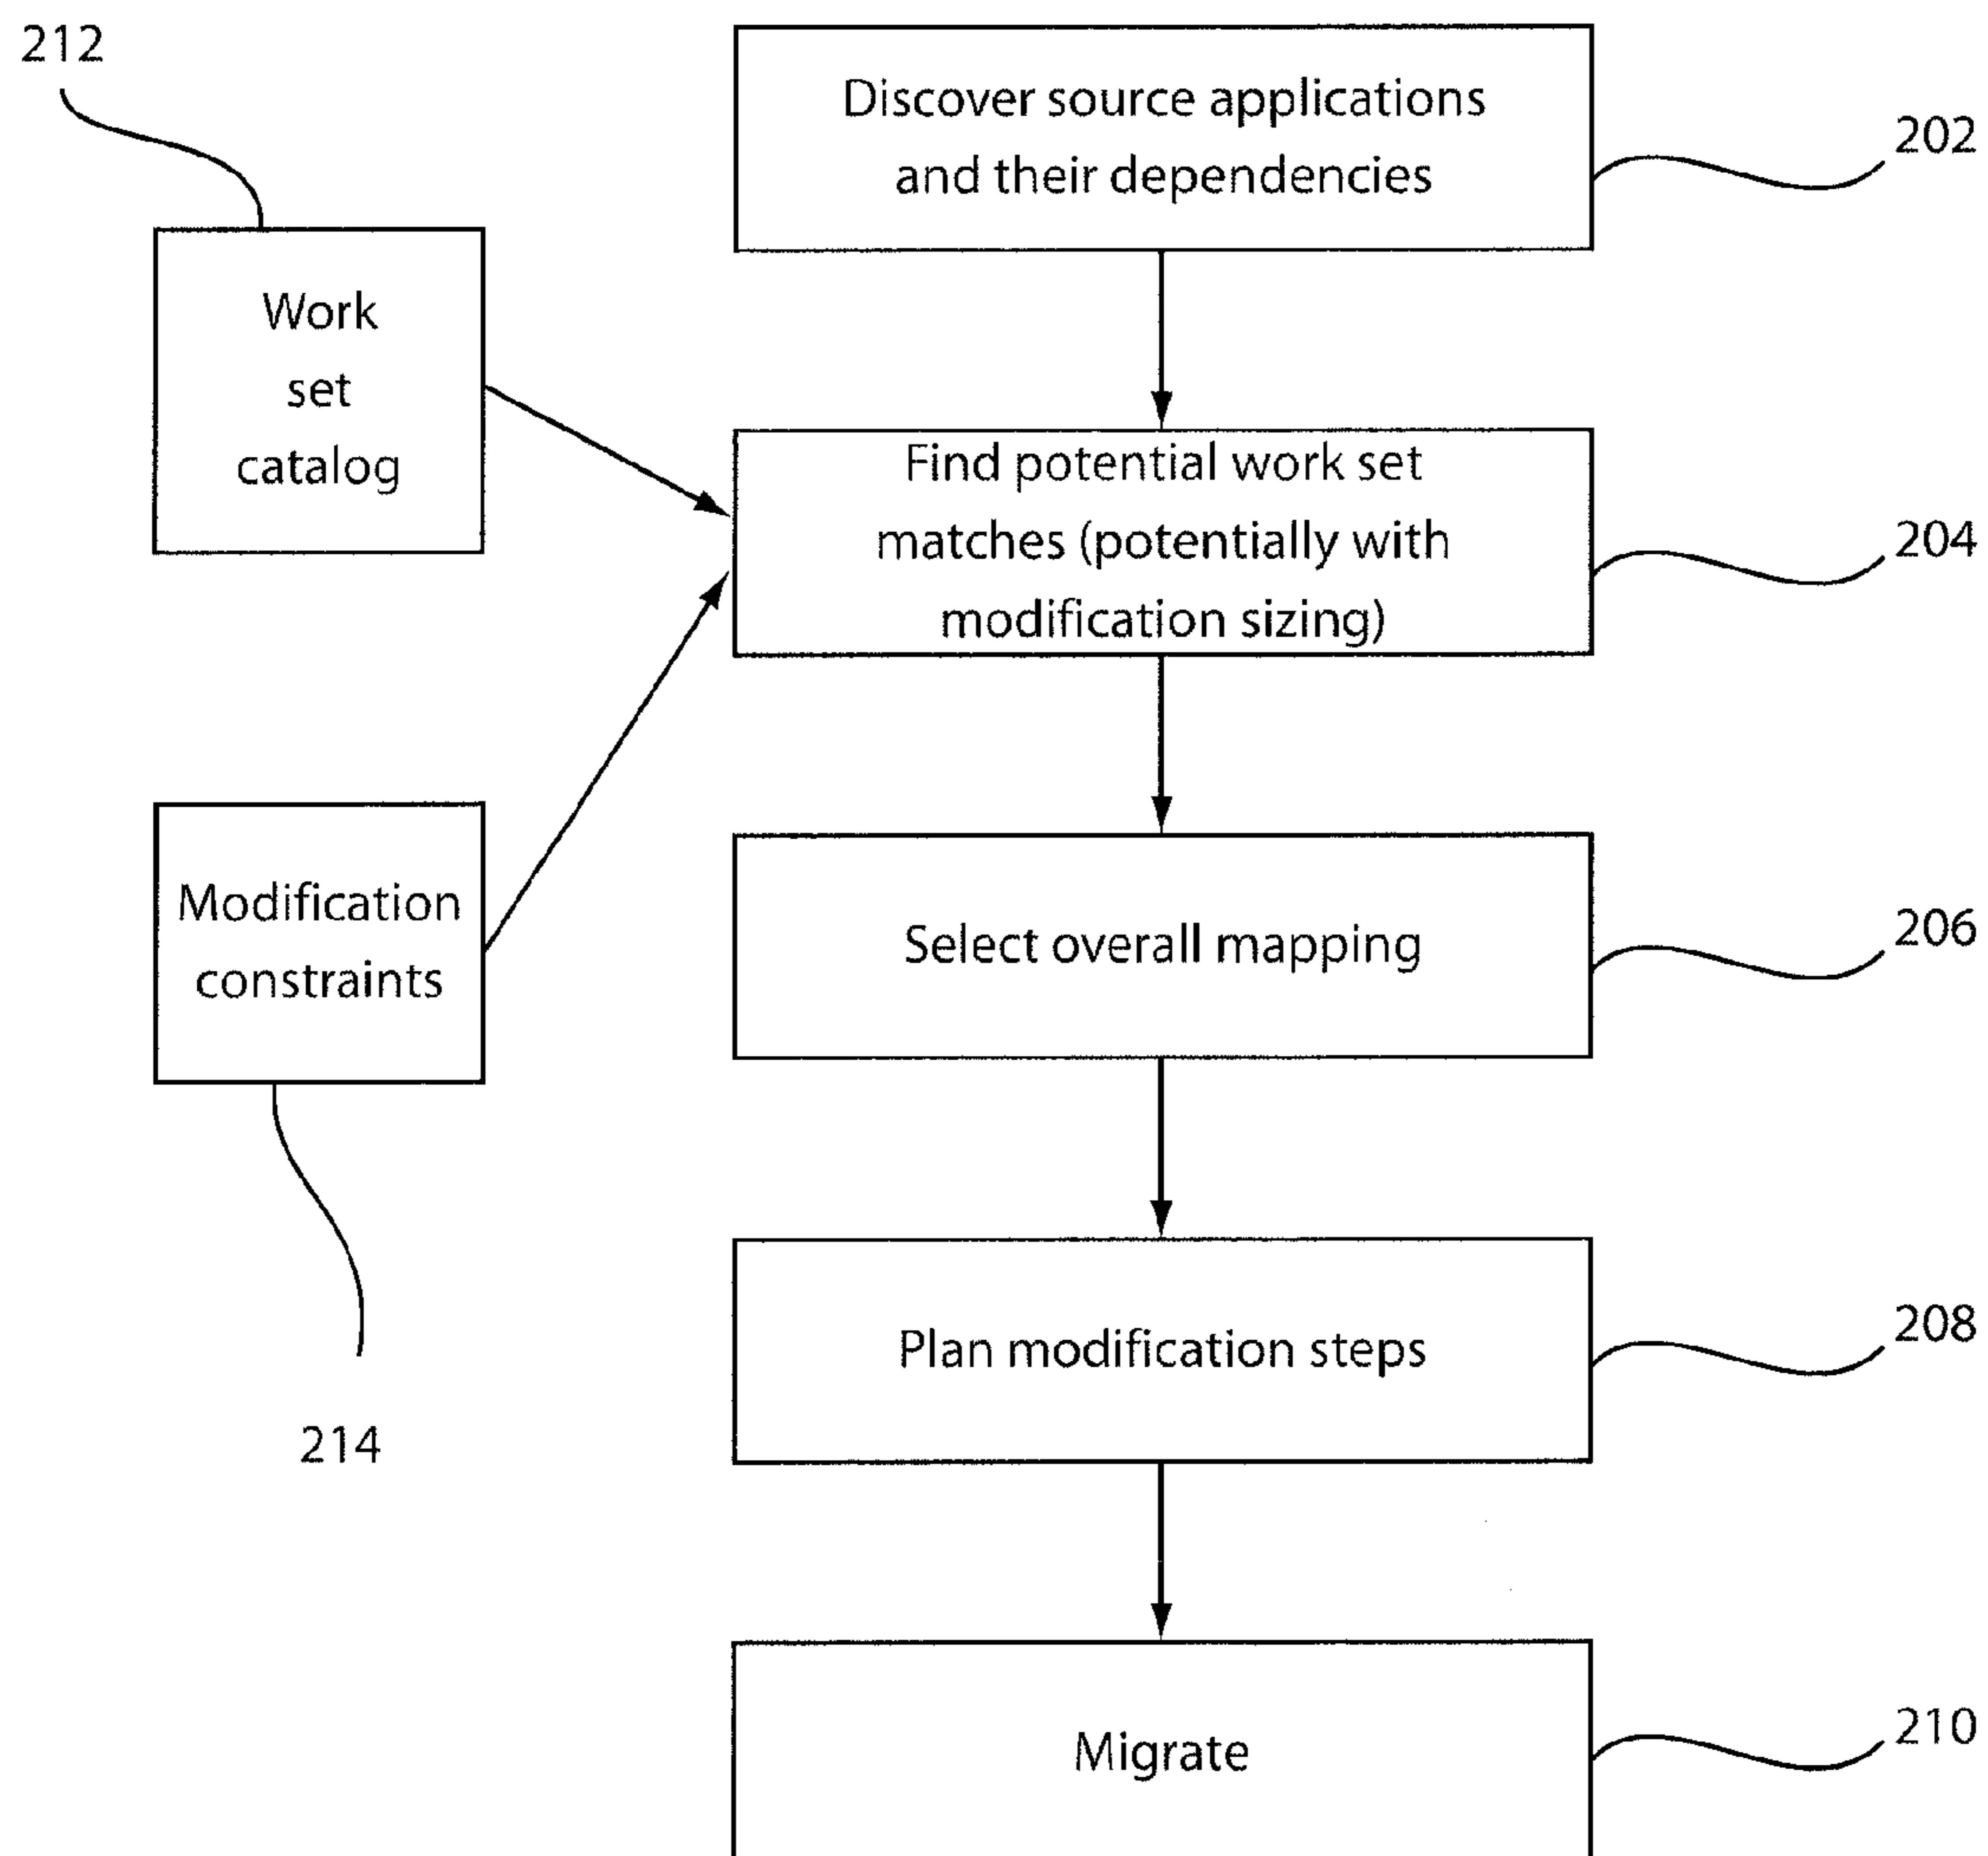 212
Discover source applications
and their dependencies
202
Work
set
catalog
Find potential work set
matches (potentially with
modification sizing)
204
Modification
constraints
214
Select overall mapping
206
Plan modification steps
208
Migrate
210